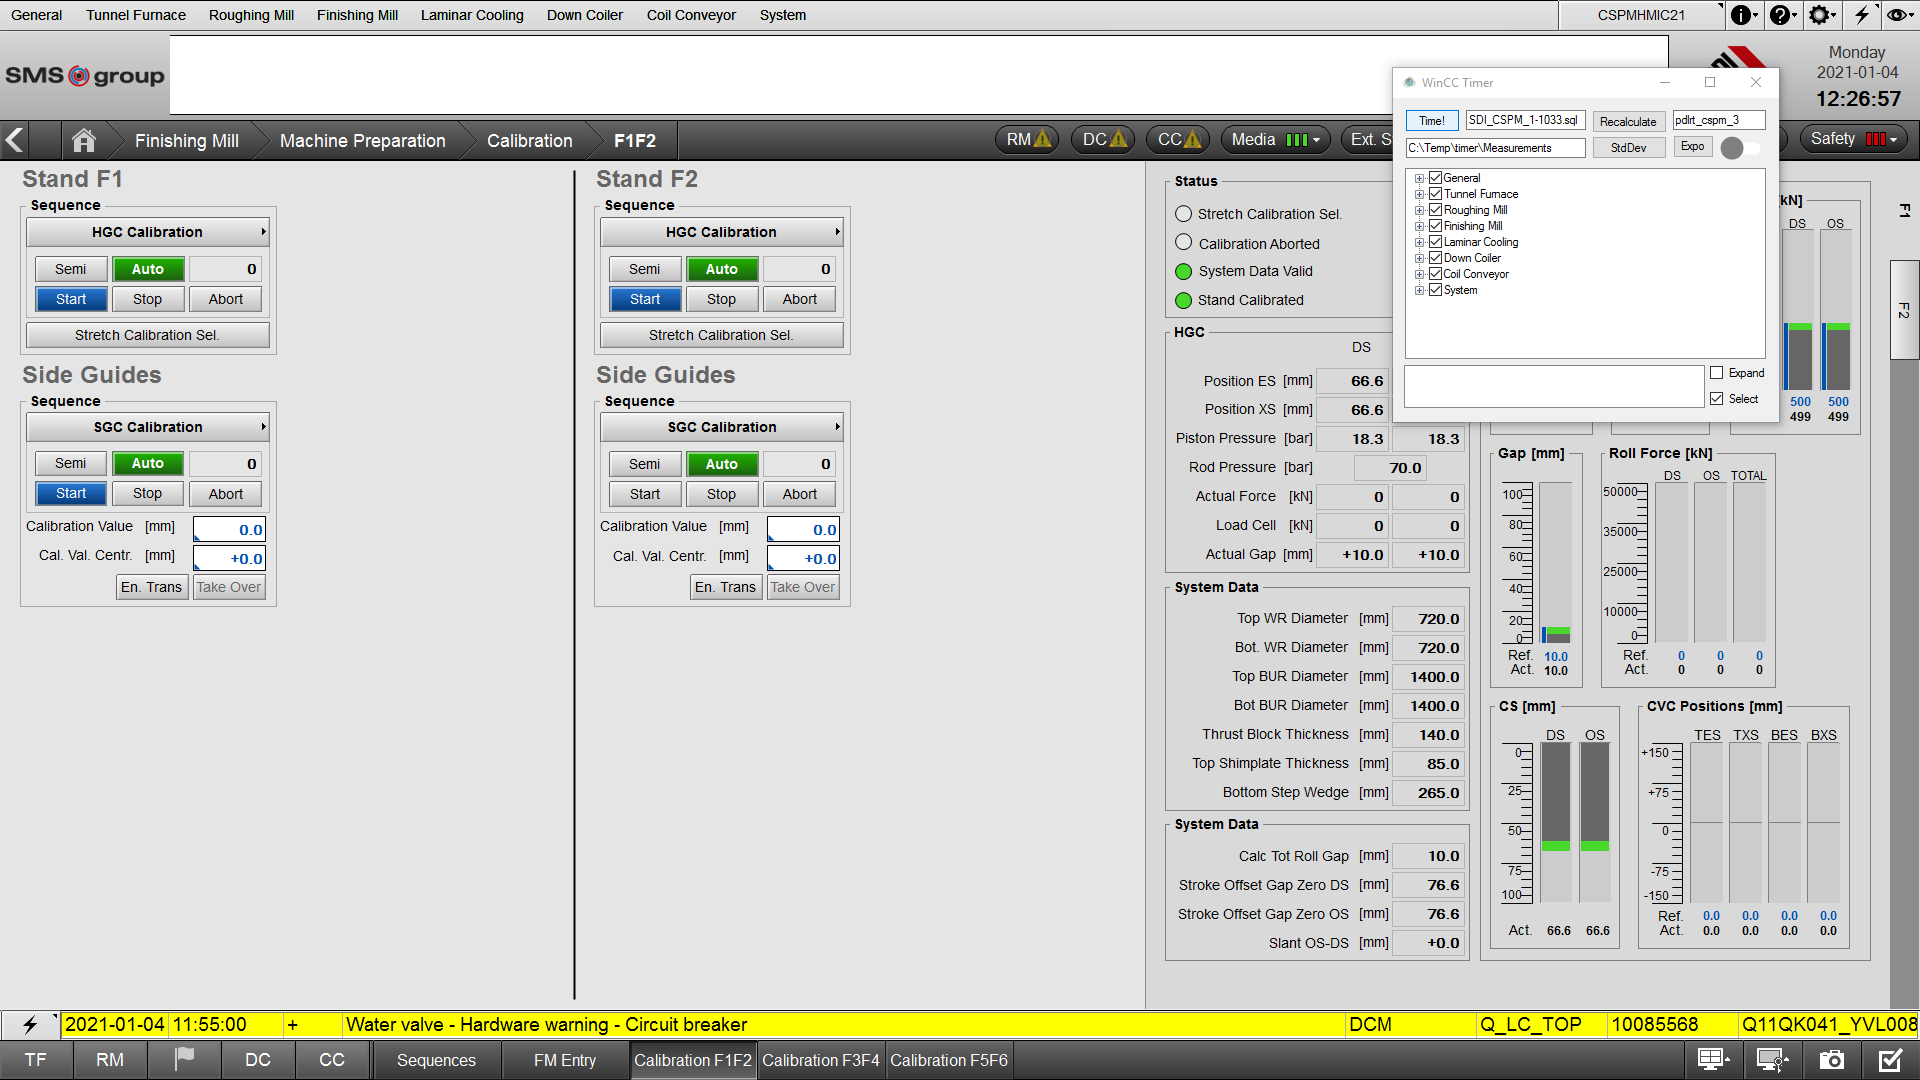 General Tunnel Furnace Roughing Mill Finishing Mill Laminar Cooling Down Coiler Coil Conveyor System CSPMHMIC21
SMS group
Monday
2021-01-04
12:26:57
Finishing Mill Machine Preparation Calibration F1F2 RM DC CC Media Ext. S Safety
WinCC Timer
Time! SDI_CSPM_1-1033.sql Recalculate pdlrt_cspm_3
C:\Temp\timer\Measurements StdDev Expo
General
Tunnel Furnace
Roughing Mill
Finishing Mill
Laminar Cooling
Down Coiler
Coil Conveyor
System
Expand
Select
Stand F1
Sequence
HGC Calibration
Semi Auto 0
Start Stop Abort
Stretch Calibration Sel.
Side Guides
Sequence
SGC Calibration
Semi Auto 0
Start Stop Abort
Calibration Value [mm] 0.0
Cal. Val. Centr. [mm] +0.0
En. Trans Take Over
Stand F2
Sequence
HGC Calibration
Semi Auto 0
Start Stop Abort
Stretch Calibration Sel.
Side Guides
Sequence
SGC Calibration
Semi Auto 0
Start Stop Abort
Calibration Value [mm] 0.0
Cal. Val. Centr. [mm] +0.0
En. Trans Take Over
Status
Stretch Calibration Sel.
Calibration Aborted
System Data Valid
Stand Calibrated
HGC
DS
Position ES [mm] 66.6
Position XS [mm] 66.6
Piston Pressure [bar] 18.3 18.3
Rod Pressure [bar] 70.0
Actual Force [kN] 0 0
Load Cell [kN] 0 0
Actual Gap [mm] +10.0 +10.0
System Data
Top WR Diameter [mm] 720.0
Bot. WR Diameter [mm] 720.0
Top BUR Diameter [mm] 1400.0
Bot BUR Diameter [mm] 1400.0
Thrust Block Thickness [mm] 140.0
Top Shimplate Thickness [mm] 85.0
Bottom Step Wedge [mm] 265.0
System Data
Calc Tot Roll Gap [mm] 10.0
Stroke Offset Gap Zero DS [mm] 76.6
Stroke Offset Gap Zero OS [mm] 76.6
Slant OS-DS [mm] +0.0
[kN]
DS OS
500 500
499 499
F1
F2
Gap [mm]
100
80
60
40
20
0
Ref. 10.0
Act. 10.0
Roll Force [kN]
DS OS TOTAL
50000
35000
25000
10000
0
Ref. 0 0 0
Act. 0 0 0
CS [mm]
DS OS
0
25
50
75
100
Act. 66.6 66.6
CVC Positions [mm]
TES TXS BES BXS
+150
+75
0
-75
-150
Ref. 0.0 0.0 0.0 0.0
Act. 0.0 0.0 0.0 0.0
2021-01-04 11:55:00 + Water valve - Hardware warning - Circuit breaker DCM Q_LC_TOP 10085568 Q11QK041_YVL008
TF RM DC CC Sequences FM Entry Calibration F1F2 Calibration F3F4 Calibration F5F6